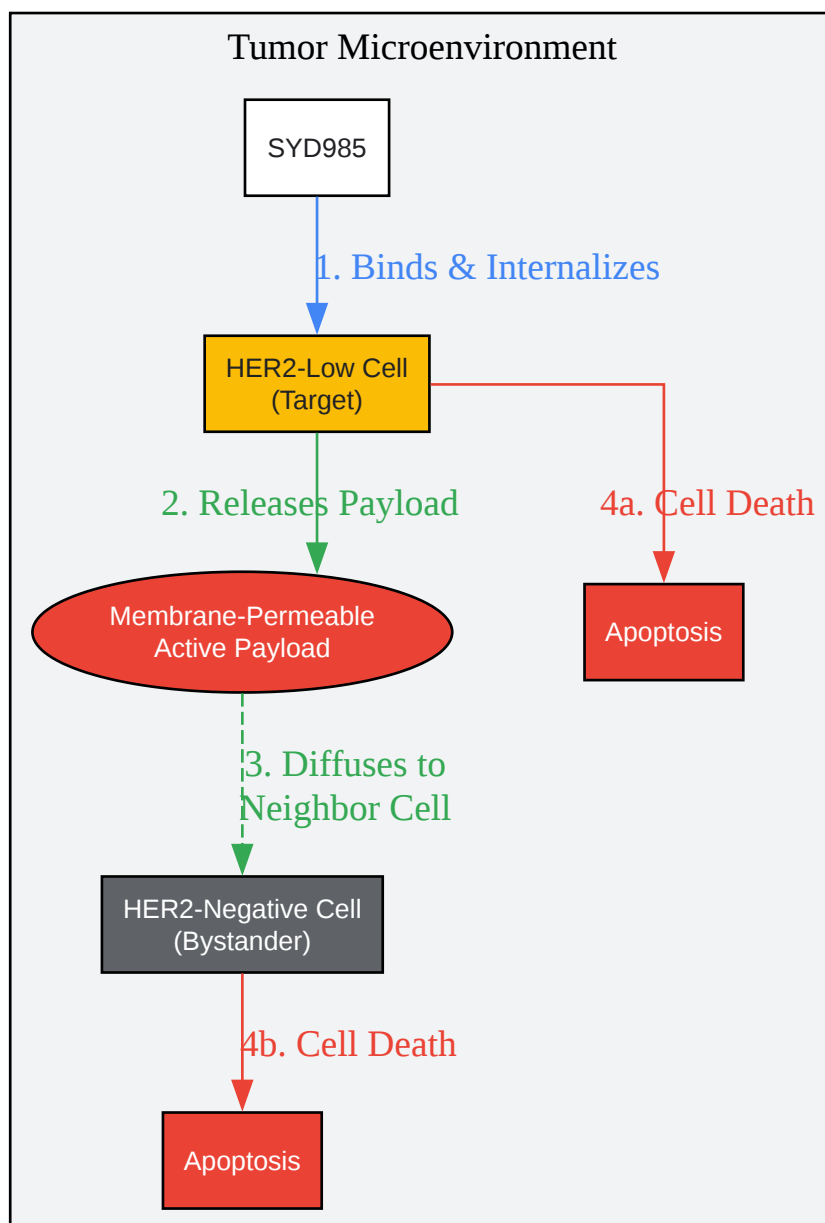 Tumor Microenvironment
SYD985
1. Binds & Internalizes
HER2-Low Cell
(Target)
2. Releases Payload
4a. Cell Death
Membrane-Permeable
Active Payload
Apoptosis
3. Diffuses to
Neighbor Cell
HER2-Negative Cell
(Bystander)
4b. Cell Death
Apoptosis